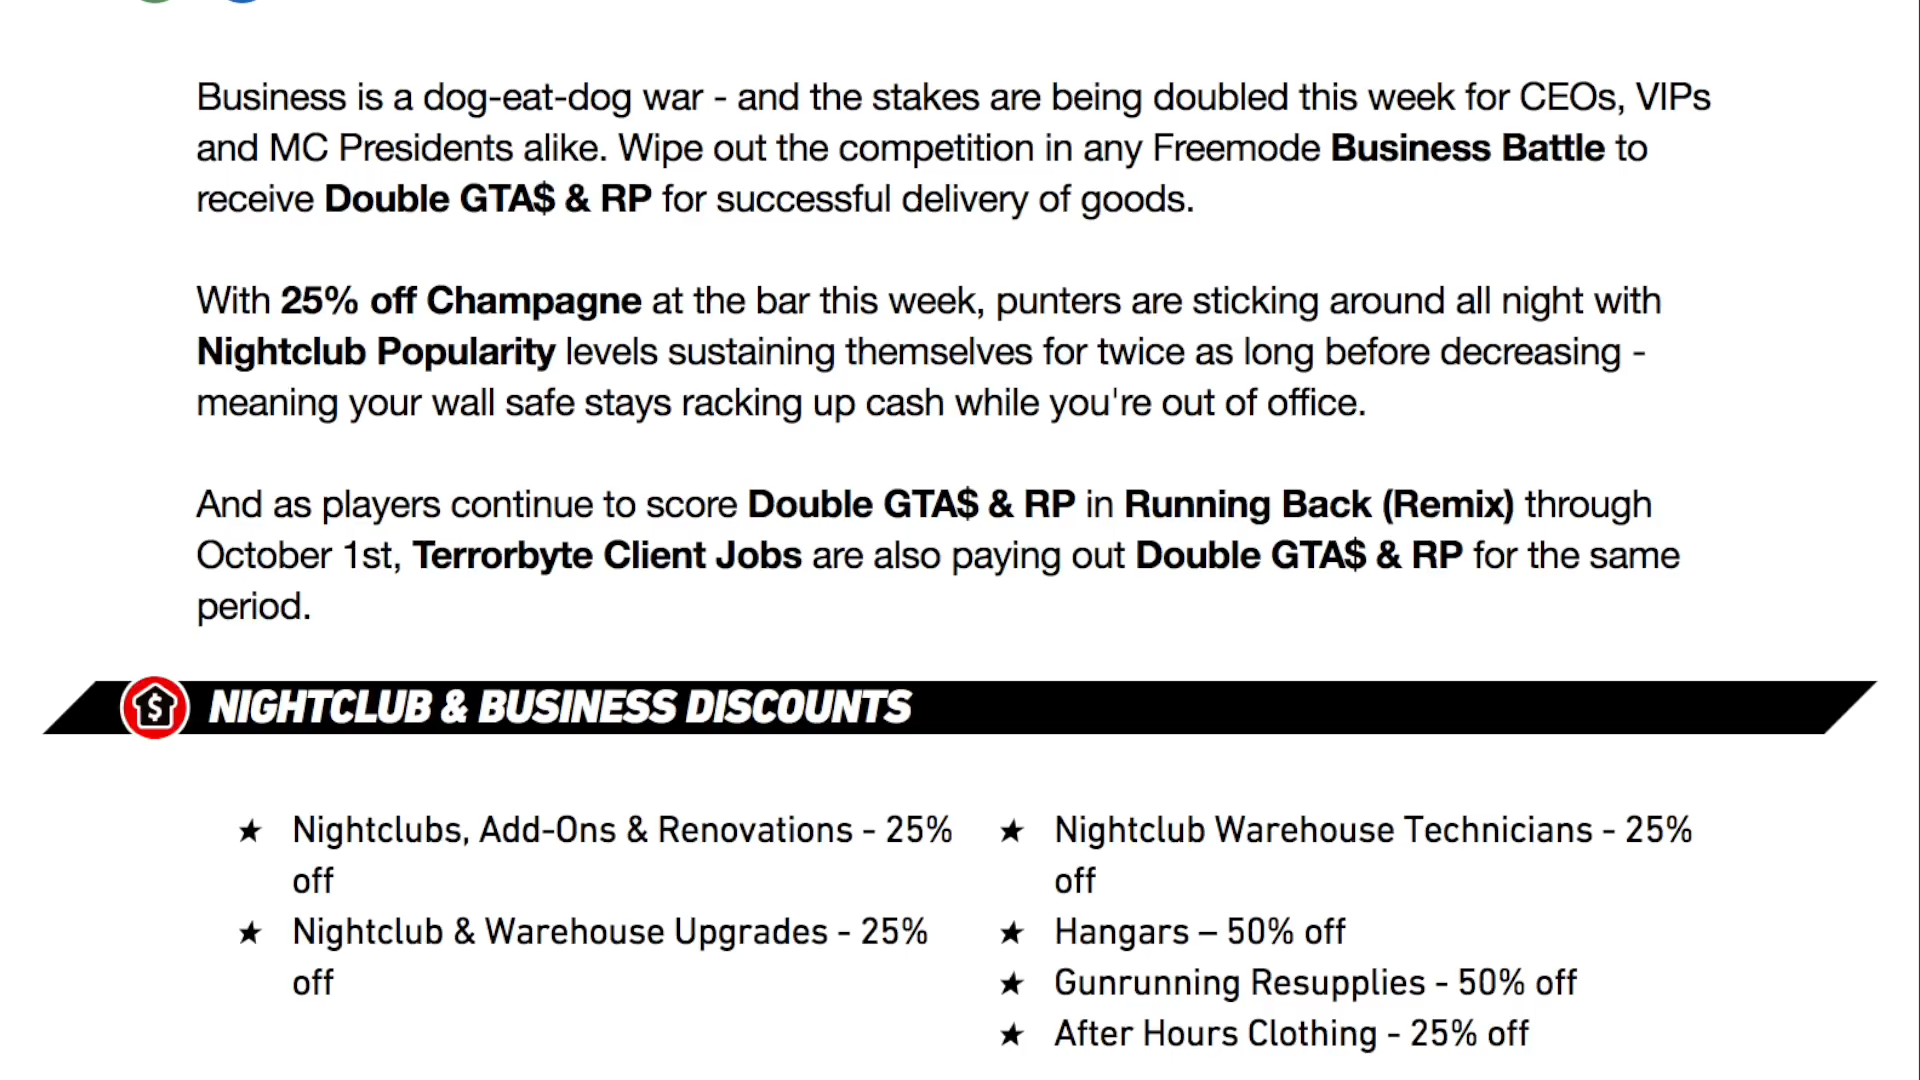 Business is a dog-eat-dog war - and the stakes are being doubled this week for CEOs, VIPs
and MC Presidents alike. Wipe out the competition in any Freemode Business Battle to
receive Double GTA$ & RP for successful delivery of goods.
With 25% off Champagne at the bar this week, punters are sticking around all night with
Nightclub Popularity levels sustaining themselves for twice as long before decreasing -
meaning your wall safe stays racking up cash while you're out of office.
And as players continue to score Double GTA$ & RP in Running Back (Remix) through
October 1st, Terrorbyte Client Jobs are also paying out Double GTA$ & RP for the same
period.
$ NIGHTCLUB & BUSINESS DISCOUNTS
★ Nightclubs, Add-Ons & Renovations - 25%
off
★ Nightclub & Warehouse Upgrades - 25%
off
★ Nightclub Warehouse Technicians - 25%
off
★ Hangars – 50% off
★ Gunrunning Resupplies - 50% off
★ After Hours Clothing - 25% off